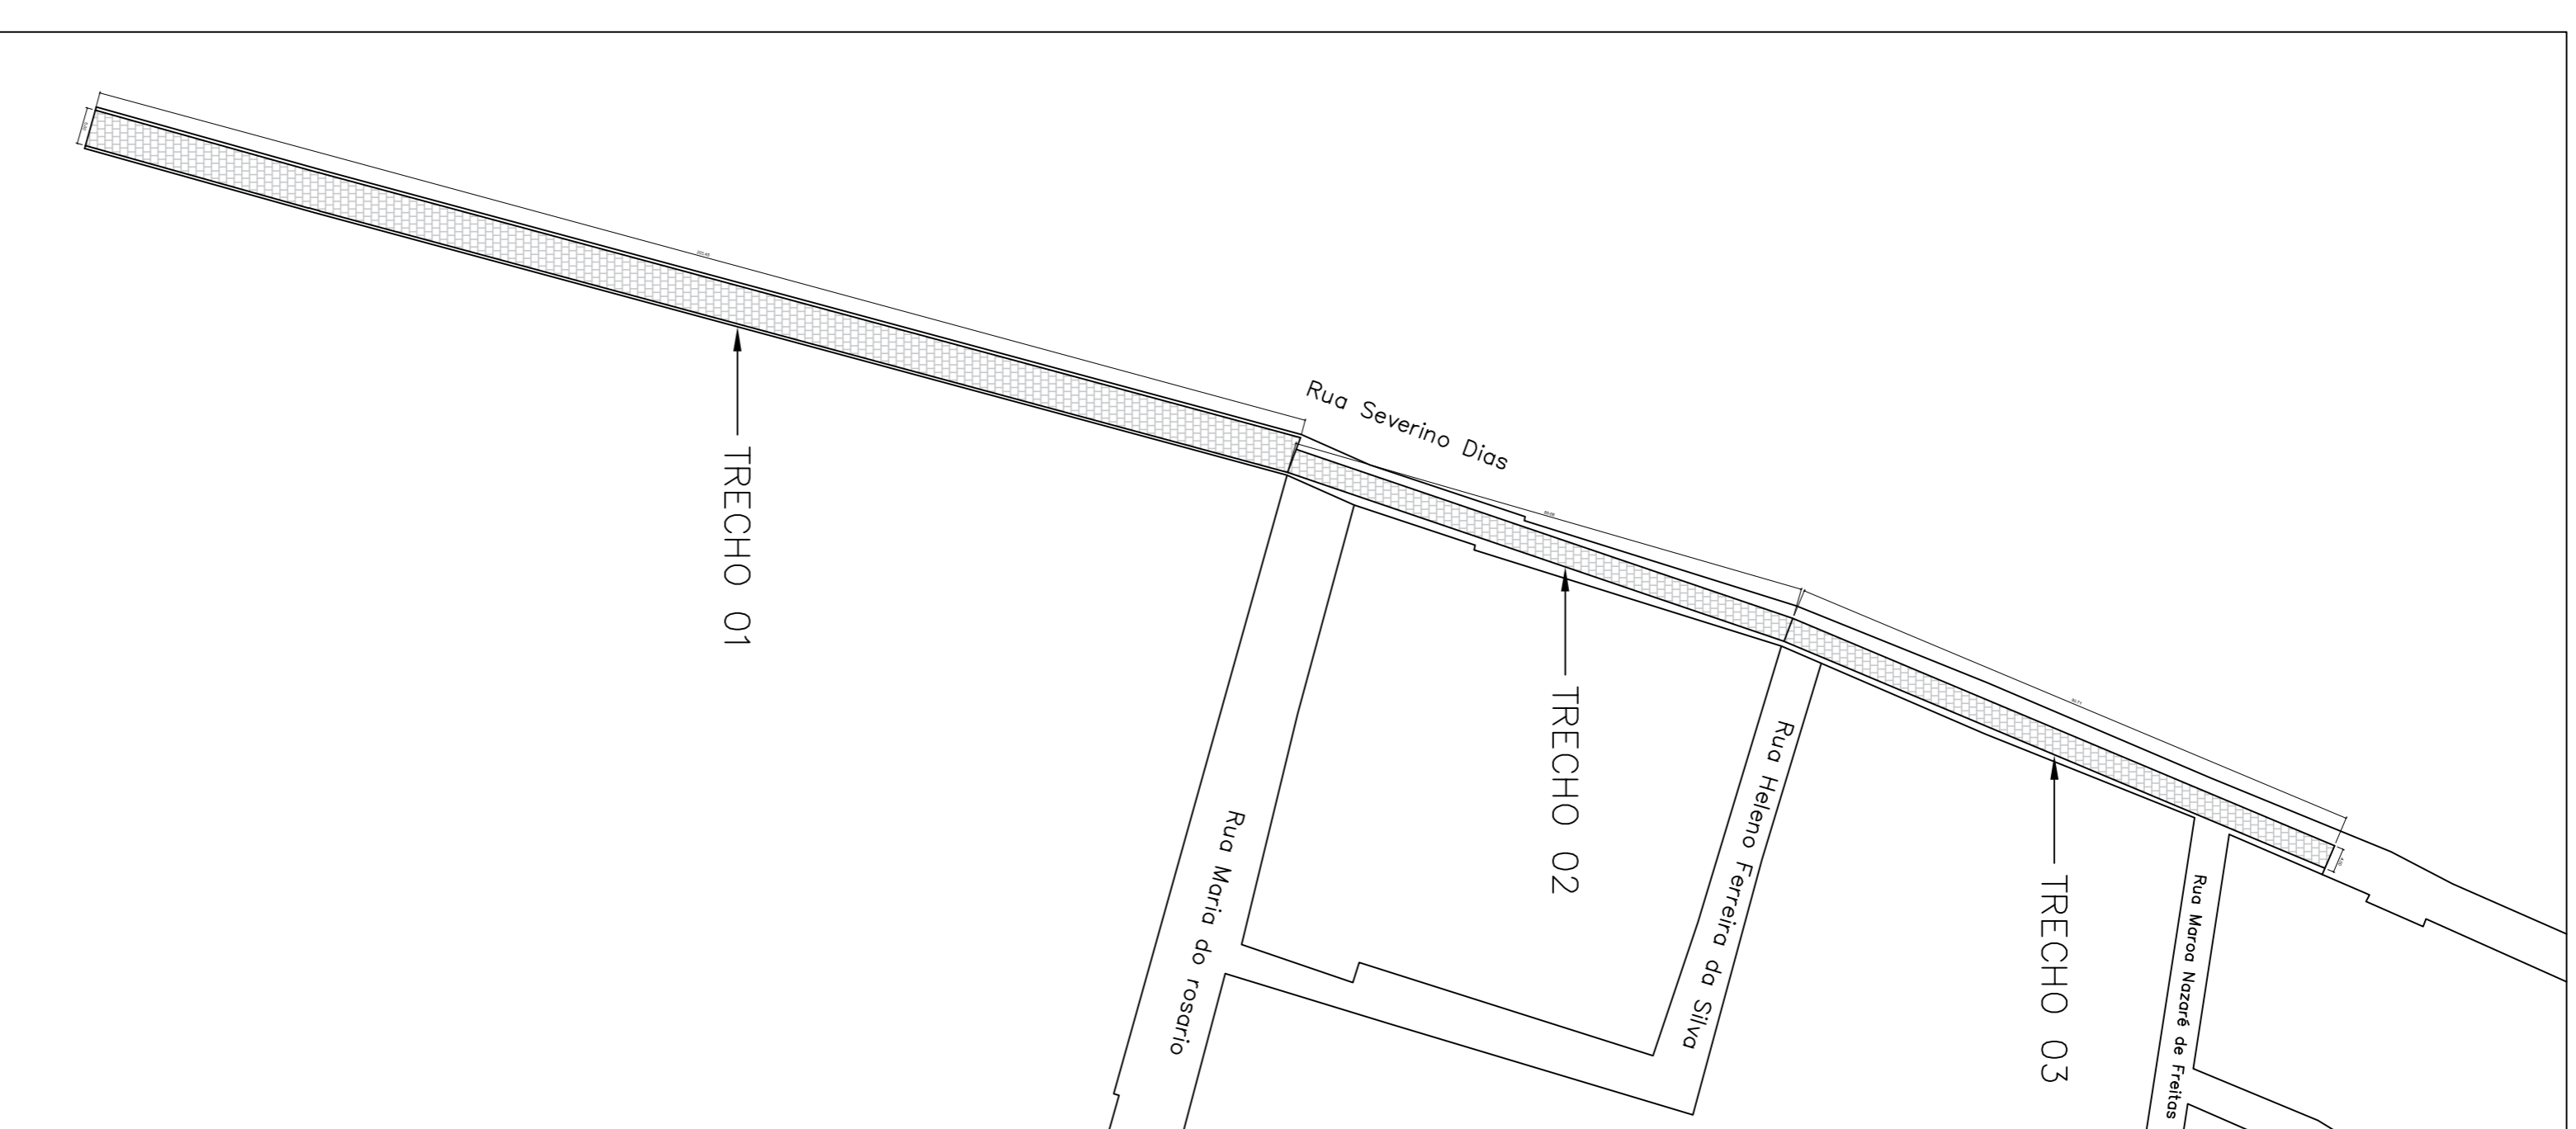 Rua Severino Dias
TRECHO 01
TRECHO 02
TRECHO 03
Rua Maria do rosario
Rua Heleno Ferreira da Silva
Rua Maroa Nazaré de Freitas